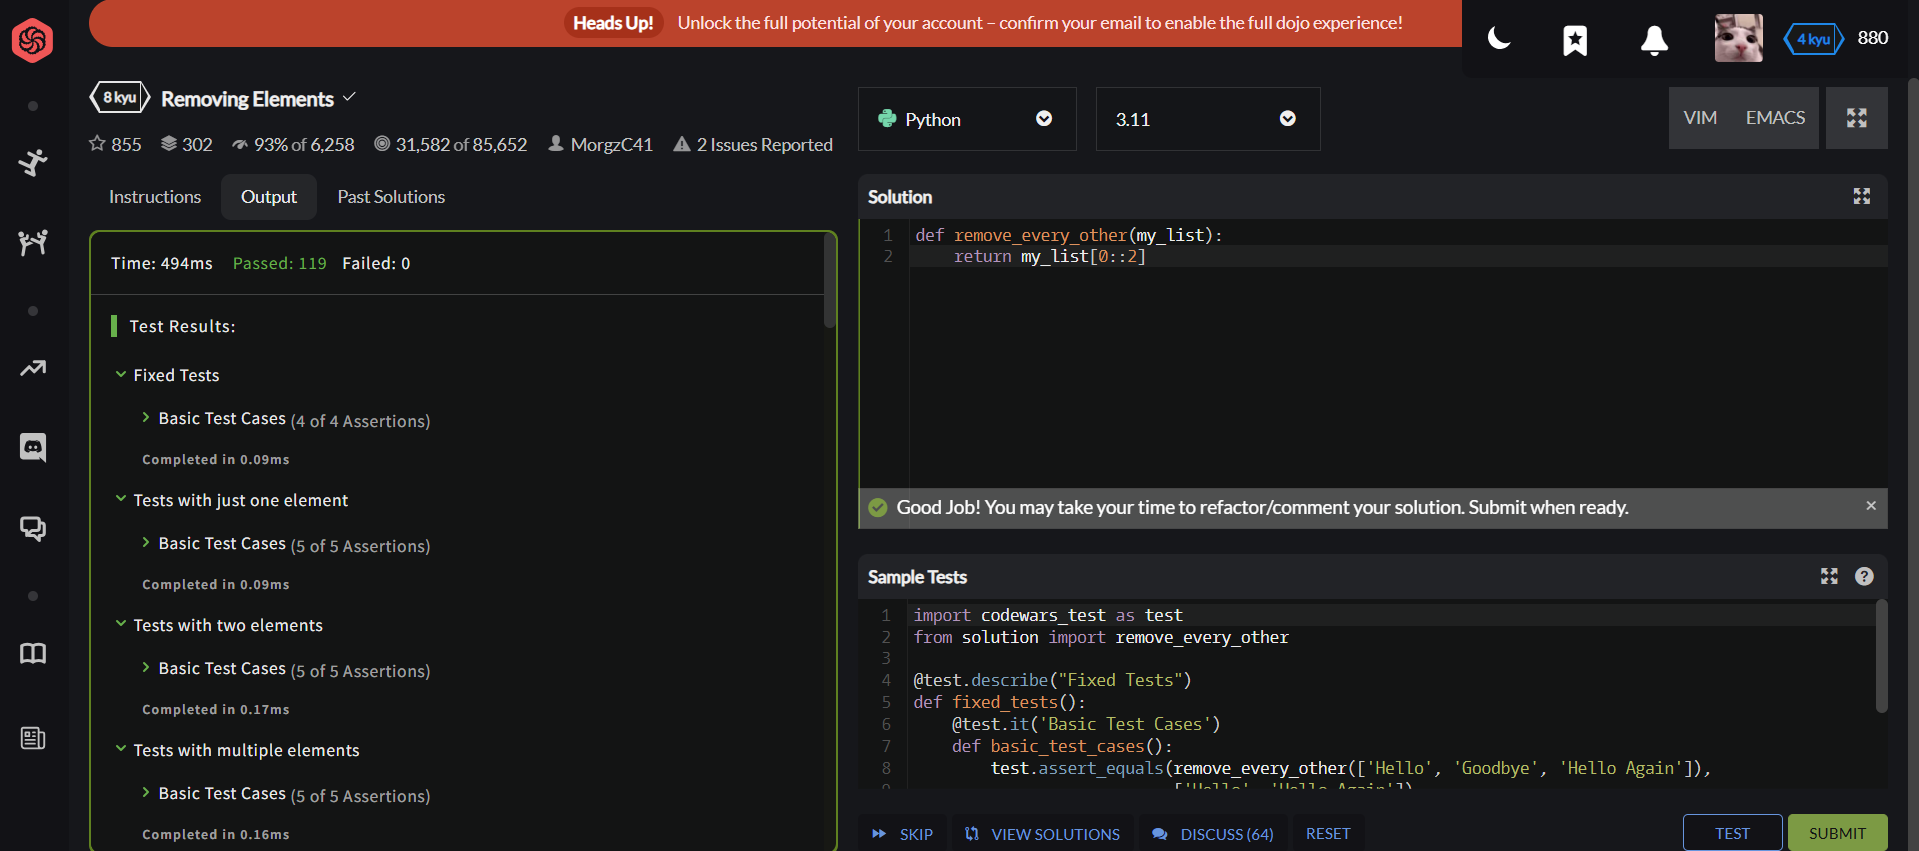 Heads Up! Unlock the full potential of your account – confirm your email to enable the full dojo experience!
4 kyu 880
8 kyu Removing Elements
855 302 93% of 6,258 31,582 of 85,652 MorgzC41 2 Issues Reported
Instructions Output Past Solutions
Time: 494ms Passed: 119 Failed: 0
Test Results:
Fixed Tests
Basic Test Cases (4 of 4 Assertions)
Completed in 0.09ms
Tests with just one element
Basic Test Cases (5 of 5 Assertions)
Completed in 0.09ms
Tests with two elements
Basic Test Cases (5 of 5 Assertions)
Completed in 0.17ms
Tests with multiple elements
Basic Test Cases (5 of 5 Assertions)
Completed in 0.16ms
Python 3.11 VIM EMACS
Solution
1 def remove_every_other(my_list):
2 return my_list[0::2]
Good Job! You may take your time to refactor/comment your solution. Submit when ready. ×
Sample Tests ?
1 import codewars_test as test
2 from solution import remove_every_other
3
4 @test.describe("Fixed Tests")
5 def fixed_tests():
6 @test.it('Basic Test Cases')
7 def basic_test_cases():
8 test.assert_equals(remove_every_other(['Hello', 'Goodbye', 'Hello Again']),
9 ['Hello', 'Hello Again'])
SKIP VIEW SOLUTIONS DISCUSS (64) RESET TEST SUBMIT